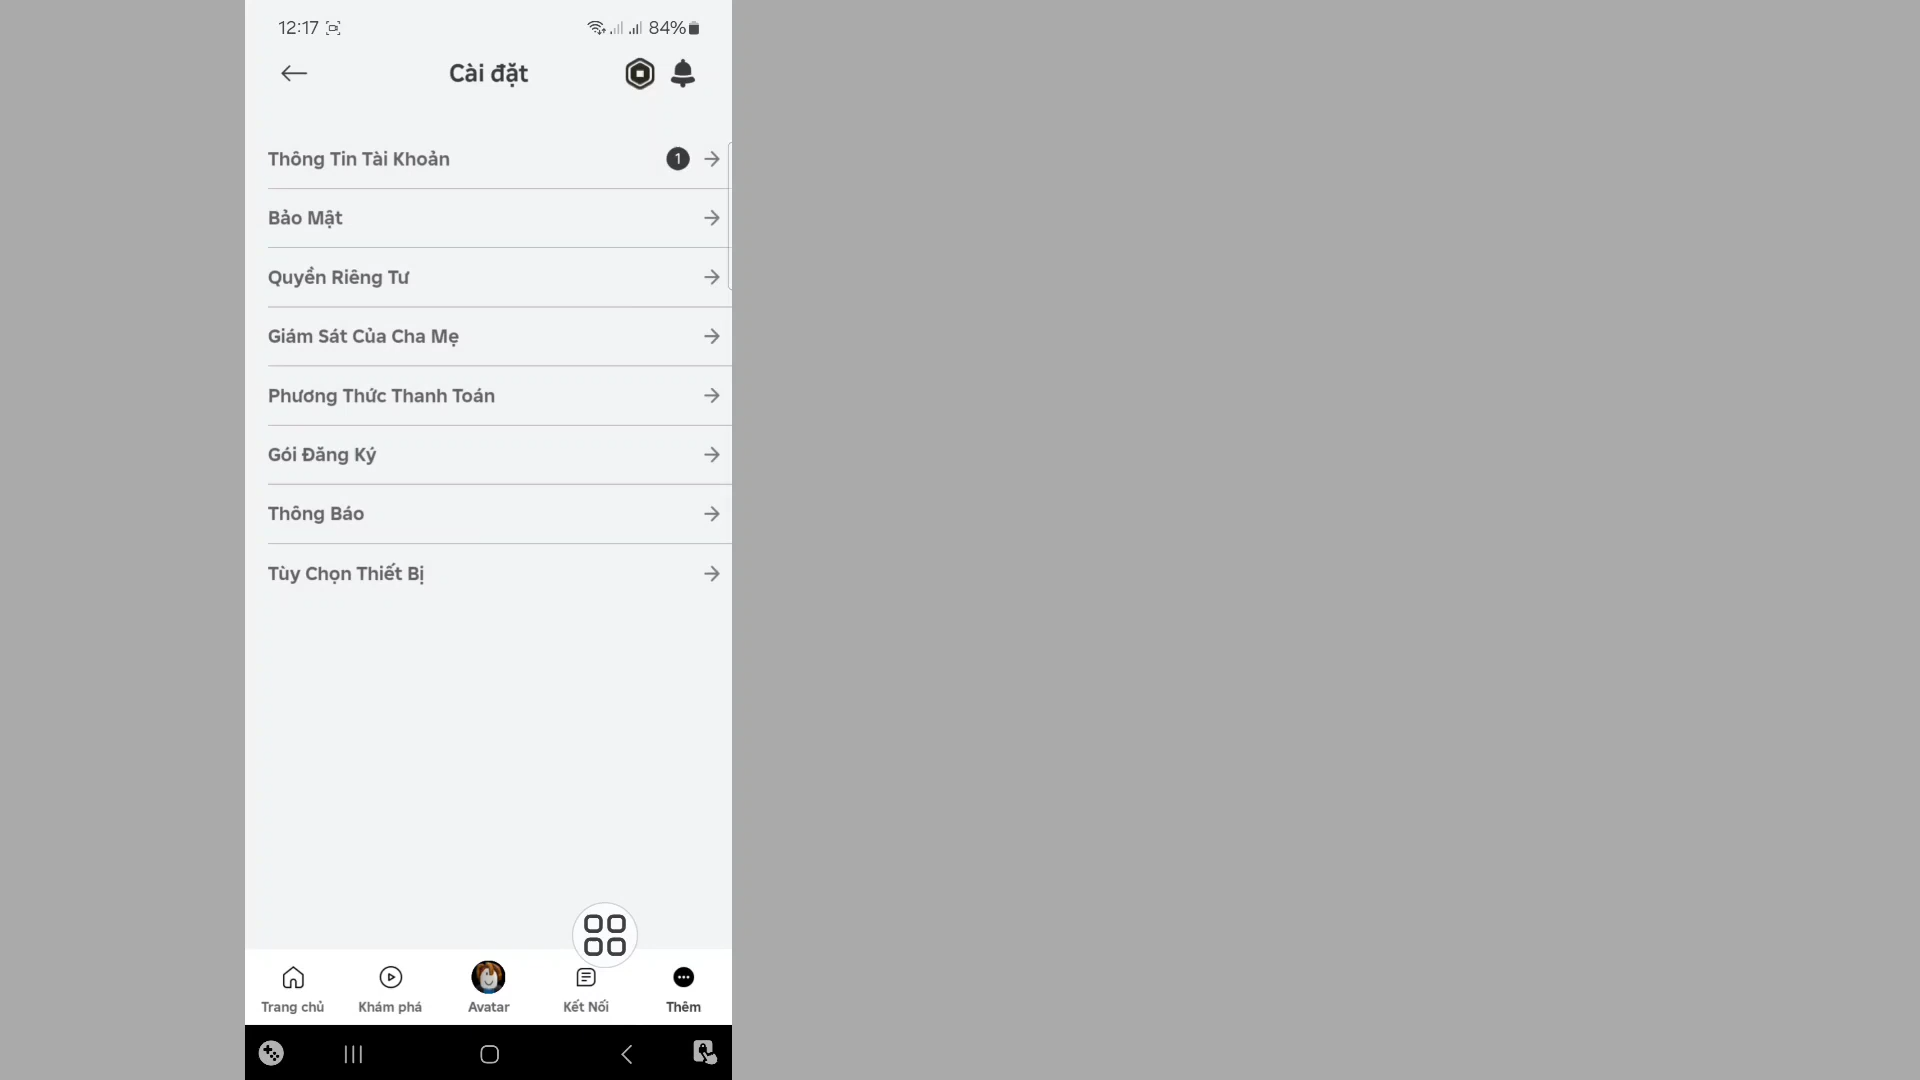 12:17 84%
Cài đặt
Thông Tin Tài Khoản 1
Bảo Mật
Quyền Riêng Tư
Giám Sát Của Cha Mẹ
Phương Thức Thanh Toán
Gói Đăng Ký
Thông Báo
Tùy Chọn Thiết Bị
Trang chủ Khám phá Avatar Kết Nối Thêm